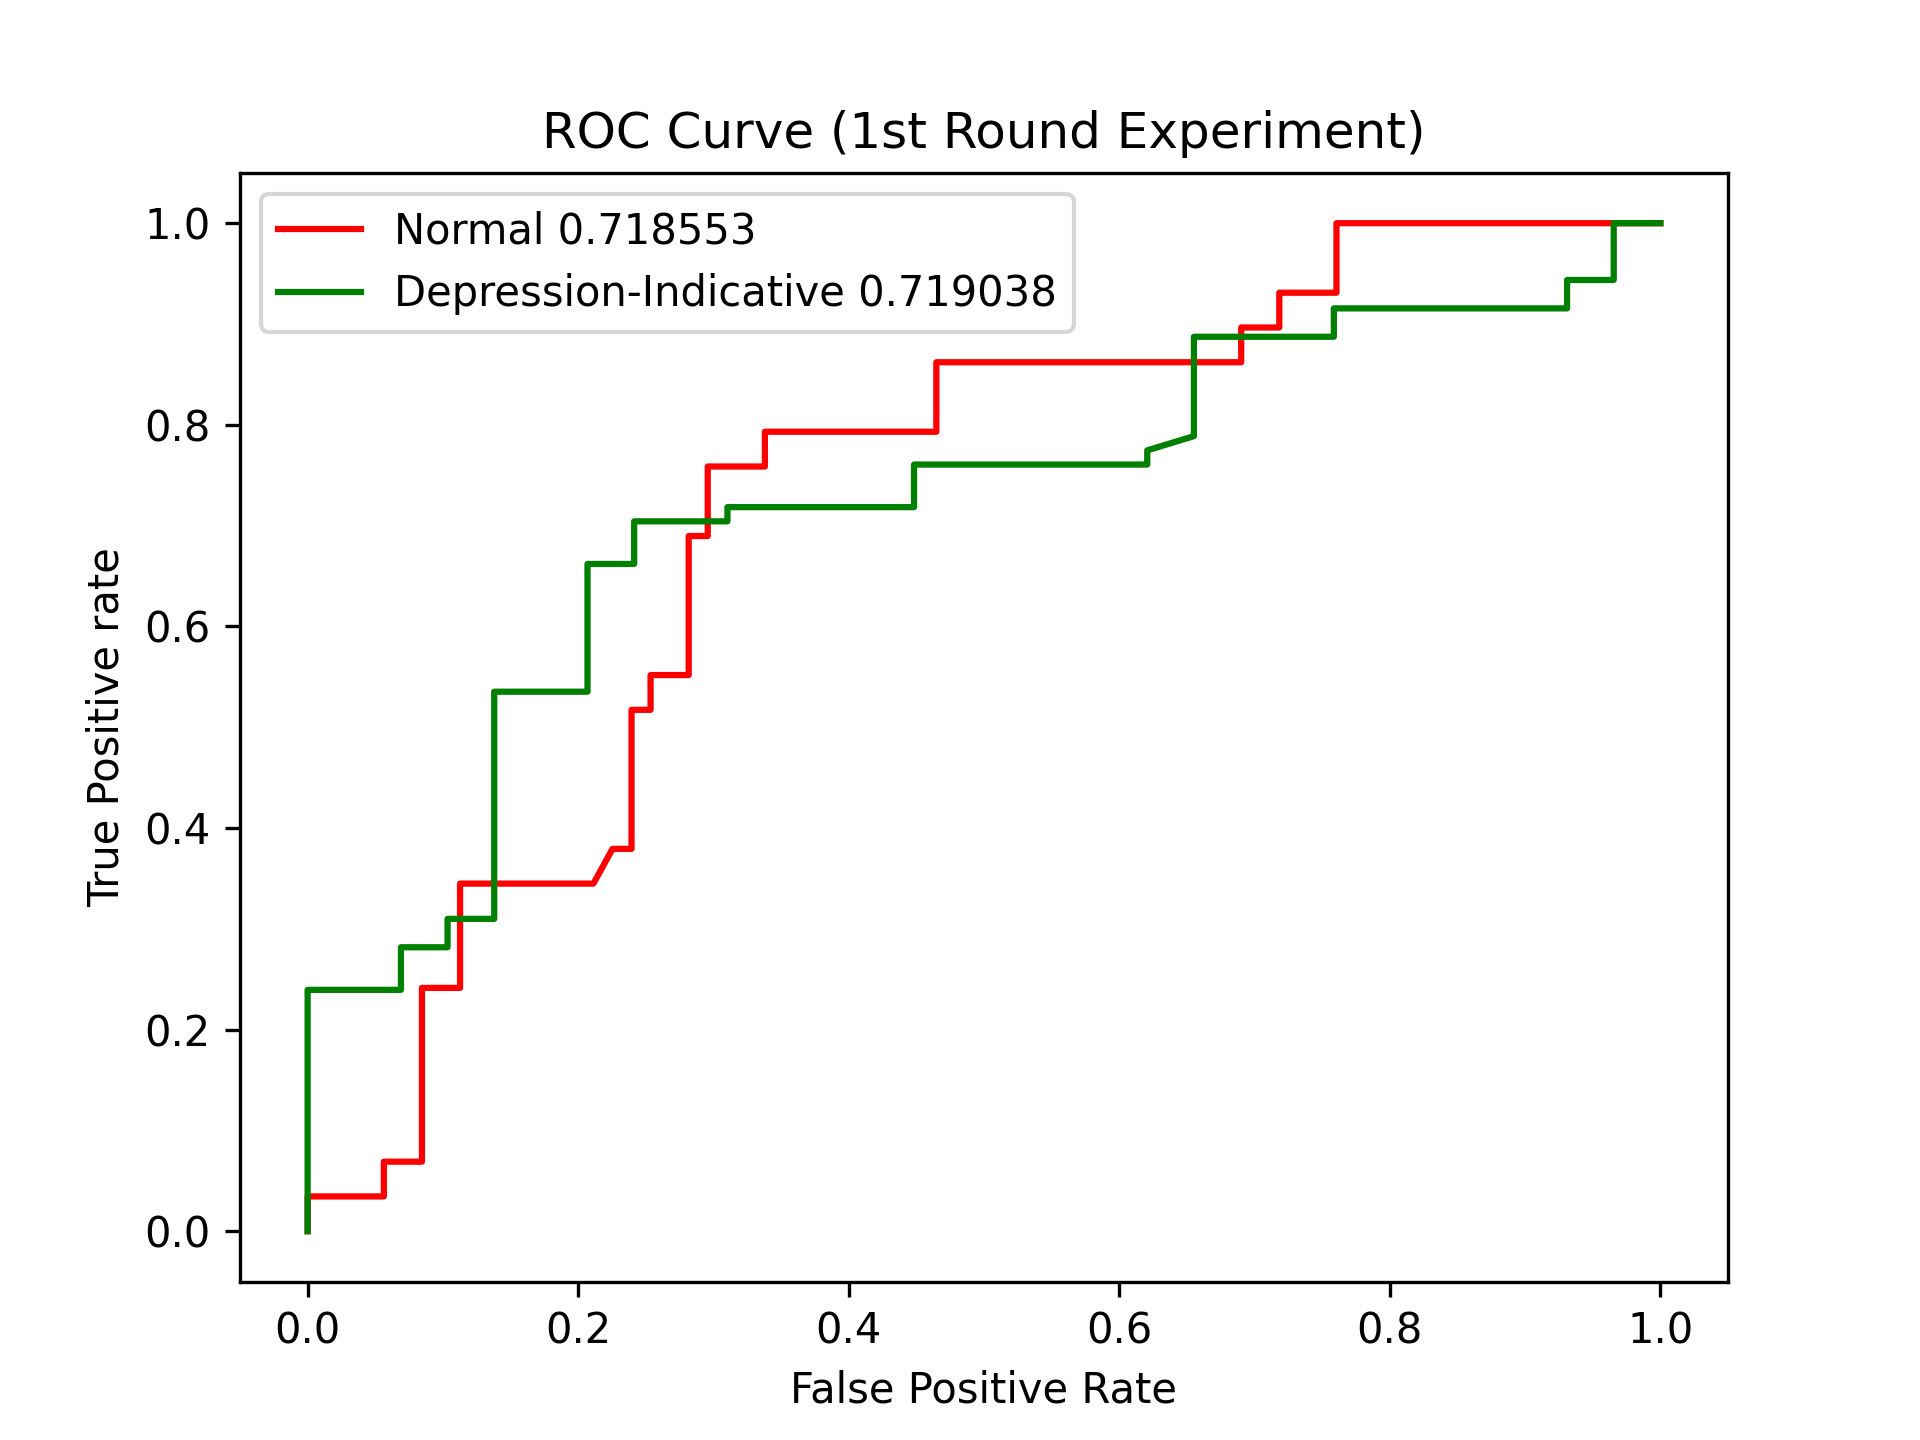 ROC Curve (1st Round Experiment)
Normal 0.718553
Depression-Indicative 0.719038
True Positive rate
1.0
0.8
0.6
0.4
0.2
0.0
0.0 0.2 0.4 0.6 0.8 1.0
False Positive Rate